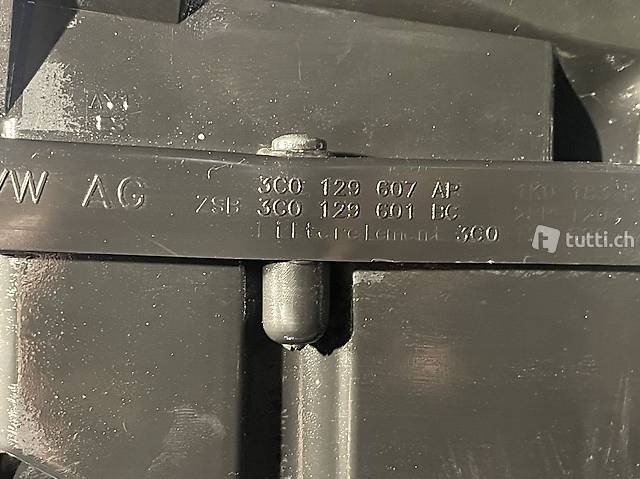 VW AG
3C0 129 607 AP
ZSB 3C0 129 601 BC
Filterelement 3C0
tutti.ch